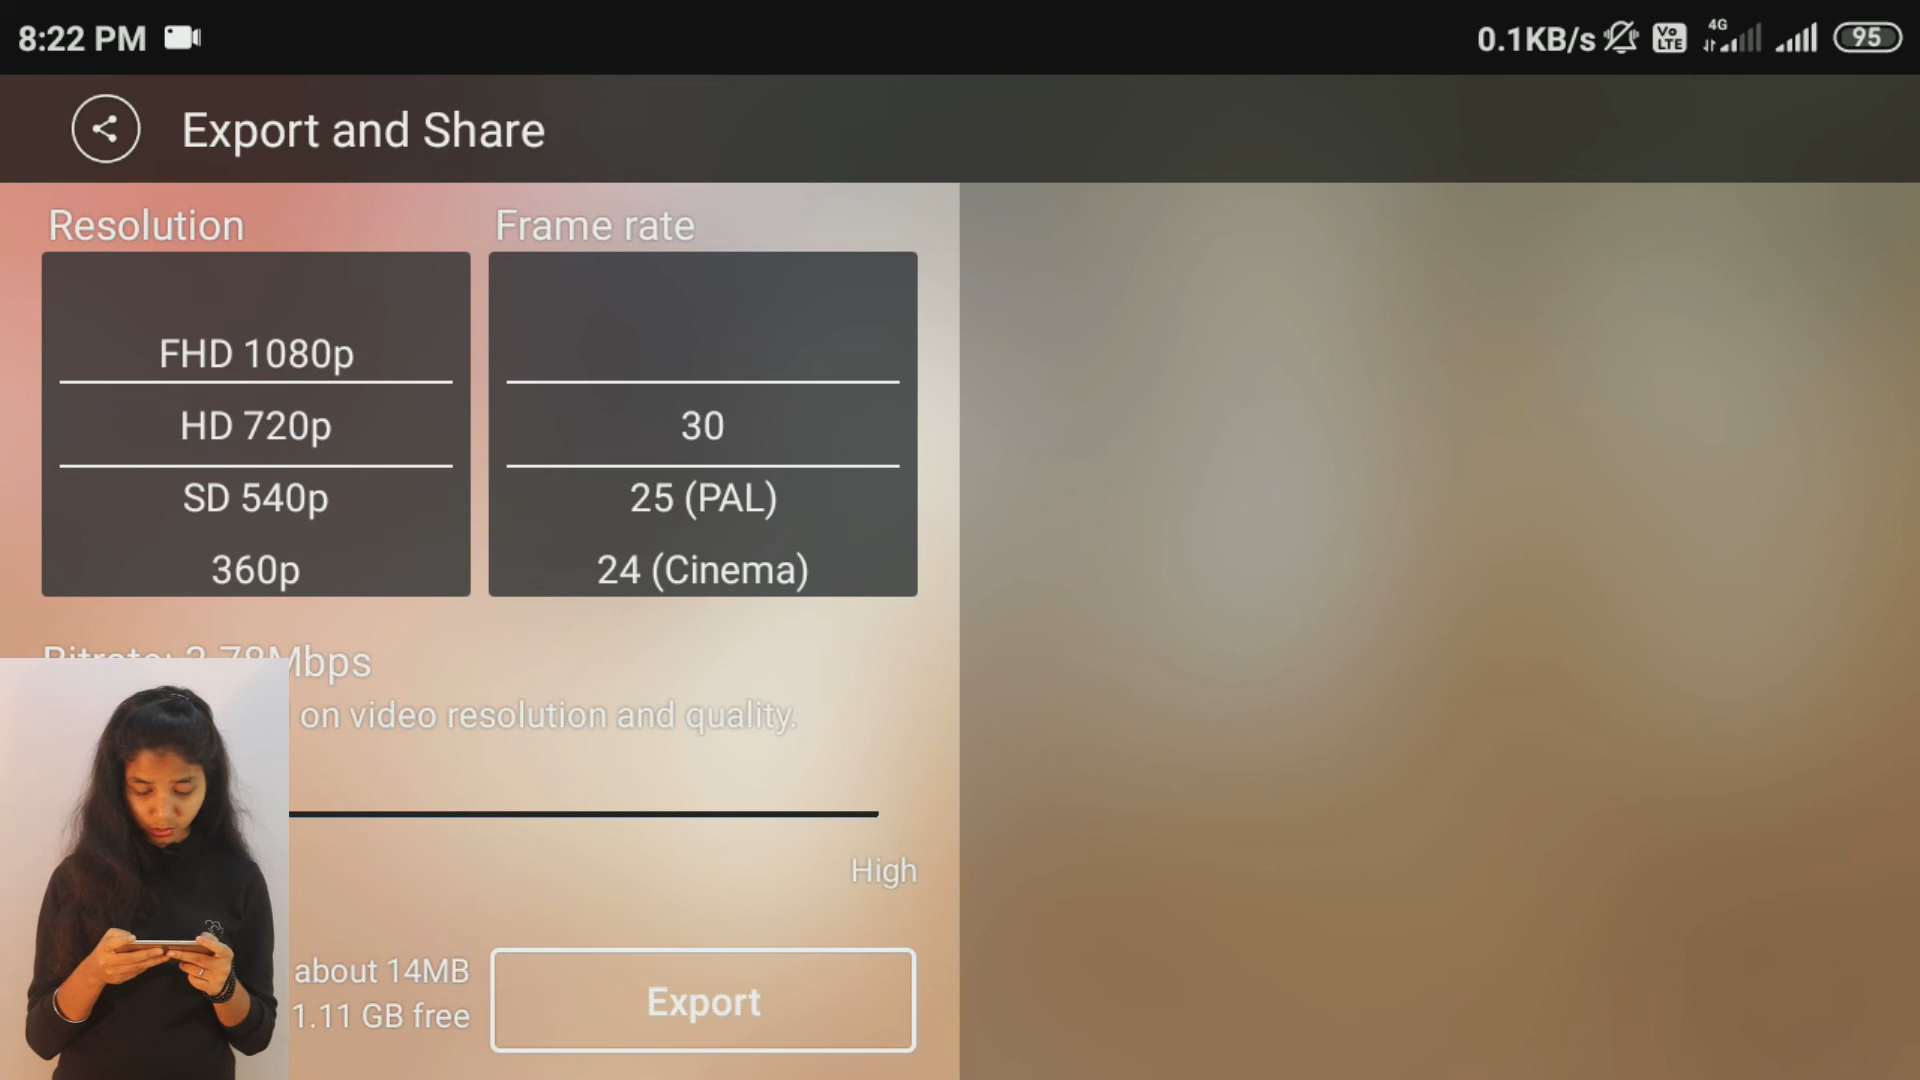 8:22 PM
0.1KB/s Vo LTE 4G 95
Export and Share
Resolution
Frame rate
FHD 1080p
HD 720p
SD 540p
360p
30
25 (PAL)
24 (Cinema)
Mbps
on video resolution and quality.
High
about 14MB
1.11 GB free
Export